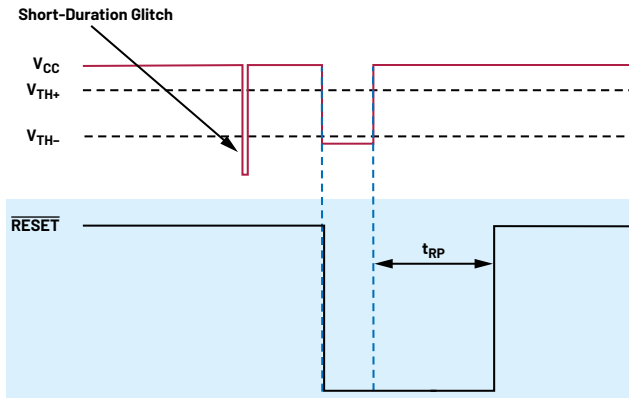 Short-Duration Glitch
VCC
VTH+
VTH–
RESET
tRP